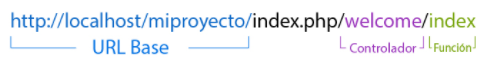 http://localhost/miproyecto/index.php/welcome/index
URL Base Controlador Función